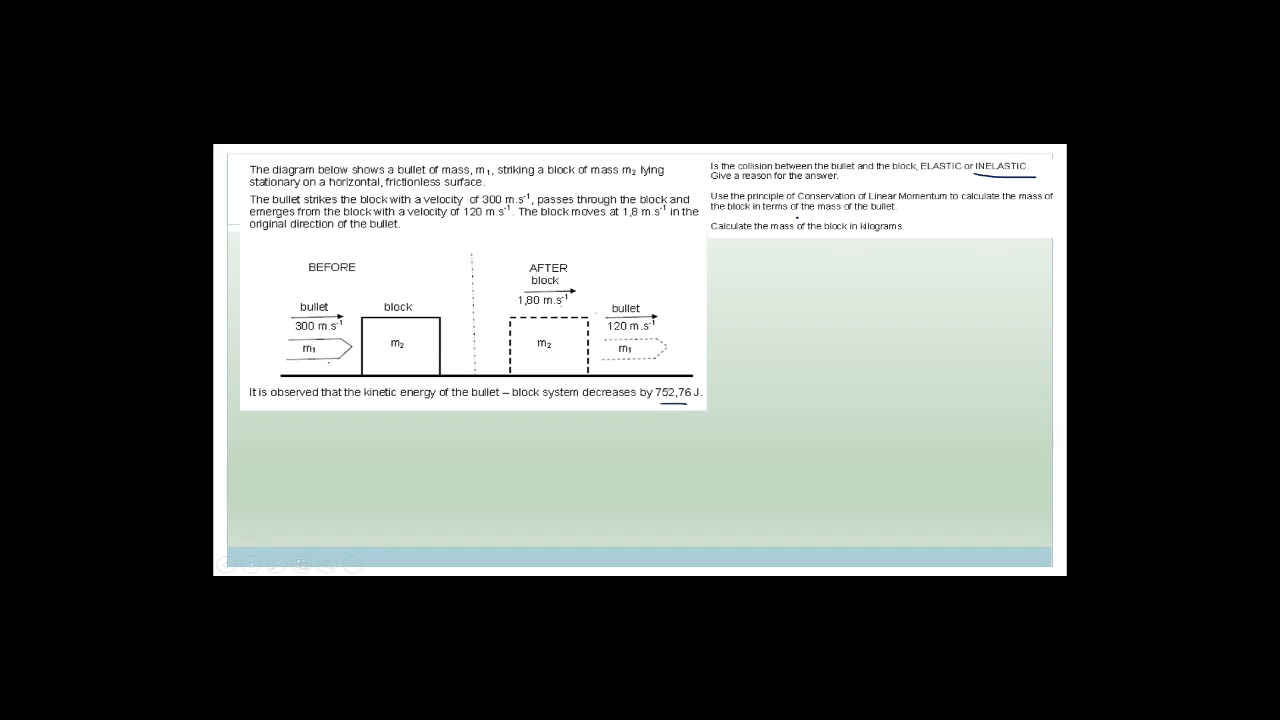 The diagram below shows a bullet of mass, m₁, striking a block of mass m₂ lying
stationary on a horizontal, frictionless surface.
The bullet strikes the block with a velocity of 300 m.s⁻¹, passes through the block and
emerges from the block with a velocity of 120 m.s⁻¹. The block moves at 1,8 m.s⁻¹ in the
original direction of the bullet.
BEFORE
bullet
300 m.s⁻¹
m₁
block
m₂
AFTER
block
1,80 m.s⁻¹
m₂
bullet
120 m.s⁻¹
m₁
It is observed that the kinetic energy of the bullet – block system decreases by 752,76 J.
Is the collision between the bullet and the block, ELASTIC or INELASTIC.
Give a reason for the answer.
Use the principle of Conservation of Linear Momentum to calculate the mass of
the block in terms of the mass of the bullet.
Calculate the mass of the block in kilograms.